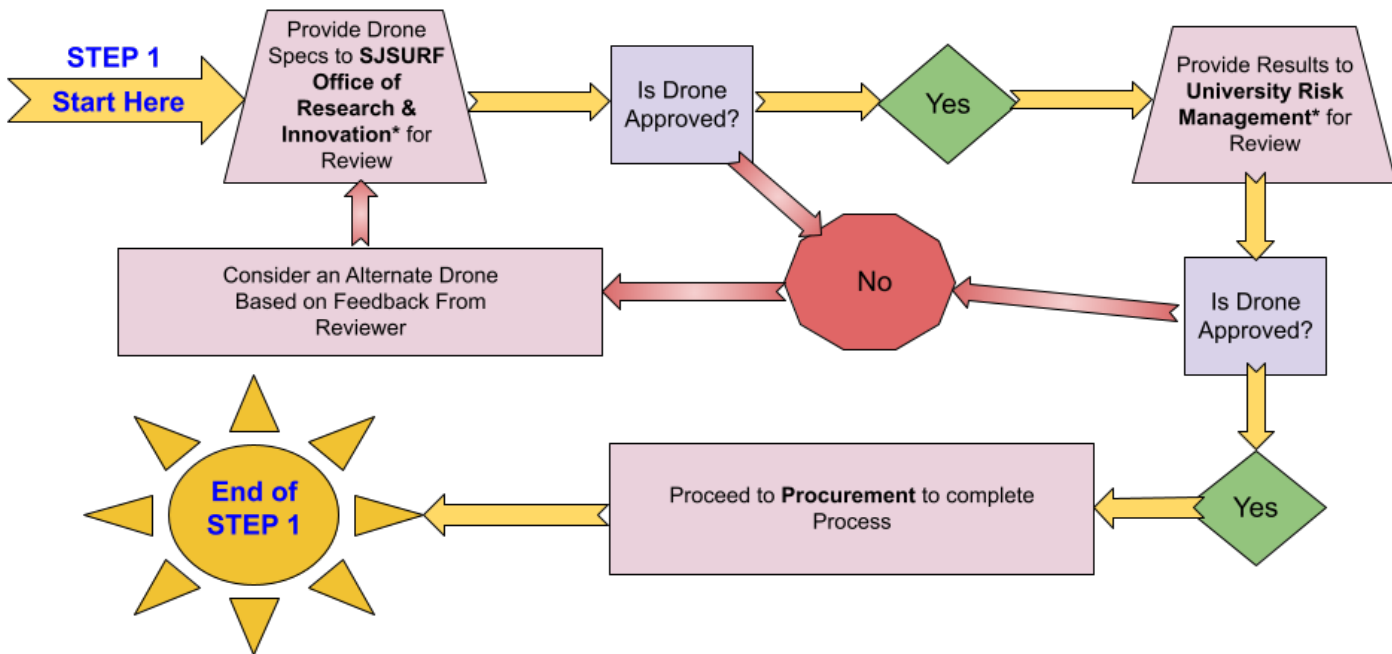 STEP 1
Start Here
Provide Drone
Specs to SJSURF
Office of
Research &
Innovation* for
Review
Is Drone
Approved?
Yes
Provide Results to
University Risk
Management* for
Review
Consider an Alternate Drone
Based on Feedback From
Reviewer
No
Is Drone
Approved?
End of
STEP 1
Proceed to Procurement to complete
Process
Yes